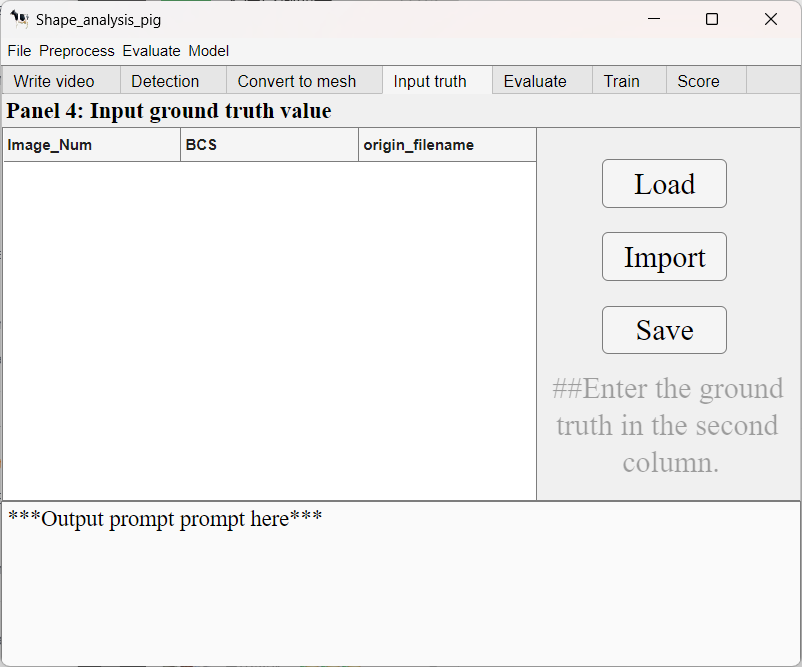 Shape_analysis_pig
File Preprocess Evaluate Model
Write video Detection Convert to mesh Input truth Evaluate Train Score
Panel 4: Input ground truth value
Image_Num BCS origin_filename
Load
Import
Save
##Enter the ground
truth in the second
column.
***Output prompt prompt here***